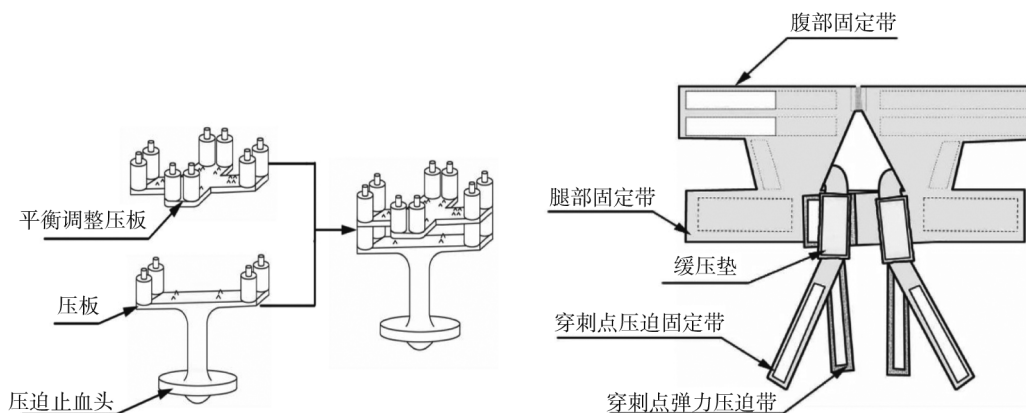 平衡调整压板
压板
压迫止血头
腹部固定带
腿部固定带
缓压垫
穿刺点压迫固定带
穿刺点弹力压迫带